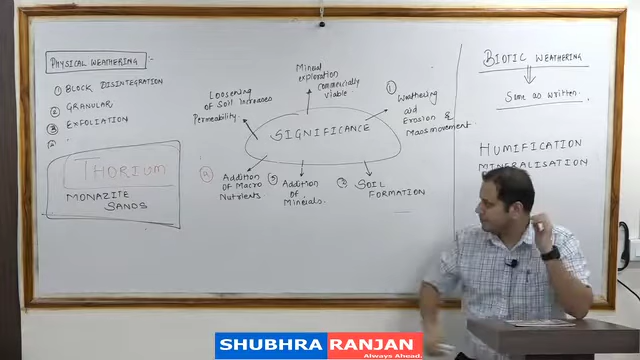 PHYSICAL WEATHERING
① BLOCK DISINTEGRATION
② GRANULAR
③ EXFOLIATION
②
THORIUM
MONAZITE
SANDS
SIGNIFICANCE
Loosening
of Soil Increases
Permeability
Mineral
exploration
commercially
viable
①
Weathering
aid
Erosion &
Mass movement
④
Addition
Of Macro
Nutrients
⑤
Addition
Of
Minerals
② SOIL
FORMATION
BIOTIC WEATHERING
Same as written
HUMIFICATION
MINERALISATION
SHUBHRA RANJAN
Always Ahead.